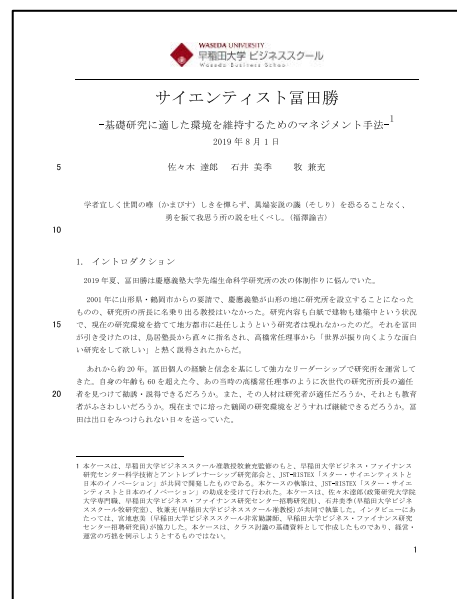 WASEDA UNIVERSITY
早稲田大学 ビジネススクール
Waseda Business School
サイエンティスト冨田勝
-基礎研究に適した環境を維持するためのマネジメント手法-1
2019年8月1日
5
佐々木 達郎 石井 美季 牧 兼充
学者宜しく世間の喧(かまびす)しきを憚らず、異端妄説の譏(そしり)を恐るることなく、
勇を振て我思う所の説を吐くべし。(福澤諭吉)
10
1. イントロダクション
2019年夏、冨田勝は慶應義塾大学先端生命科学研究所の次の体制作りに悩んでいた。
2001年に山形県・鶴岡市からの要請で、慶應義塾が山形の地に研究所を設立することになった
ものの、研究所の所長に名乗り出る教授はいなかった。研究内容も白紙で建物も建築中という状況
15
で、現在の研究環境を捨てて地方都市に赴任しようという研究者は現れなかったのだ。それを冨田
が引き受けたのは、鳥居塾長から直々に指名され、高橋常任理事から「世界が振り向くような面白
い研究をして欲しい」と熱く説得されたからだ。
あれから約20年。冨田個人の経験と信念を基にして強力なリーダーシップで研究所を運営して
きた。自身の年齢も60を超えた今、あの当時の高橋常任理事のように次世代の研究所所長の適任
20
者を見つけて勧誘・説得できるだろうか。また、その人材は研究者が適任だろうか、それとも教育者
がふさわしいだろうか。現在までに培った鶴岡の研究環境をどうすれば継続できるだろうか。冨
田は出口をみつけられない日々を送っていた。
1 本ケースは、早稲田大学ビジネススクール准教授牧兼充監修のもと、早稲田大学ビジネス・ファイナンス
研究センター科学技術とアントレプレナーシップ研究部会と、JST-RISTEX「スター・サイエンティストと
日本のイノベーション」が共同で開発したものである。本ケースの執筆は、JST-RISTEX「スター・サイエ
ンティストと日本のイノベーション」の助成を受けて行われた。本ケースは、佐々木達郎(政策研究大学院
大学専門職、早稲田大学ビジネス・ファイナンス研究センター招聘研究員)、石井美季(早稲田大学ビジネ
ススクール牧研究室)、牧兼充(早稲田大学ビジネススクール准教授)が共同で執筆した。インタビューにあ
たっては、宮地恵美(早稲田大学ビジネススクール非常勤講師、早稲田大学ビジネス・ファイナンス研究
センター招聘研究員)が協力した。本ケースは、クラス討論の基礎資料として作成したものであり、経営・
運営の巧拙を例示しようとするものではない。
1